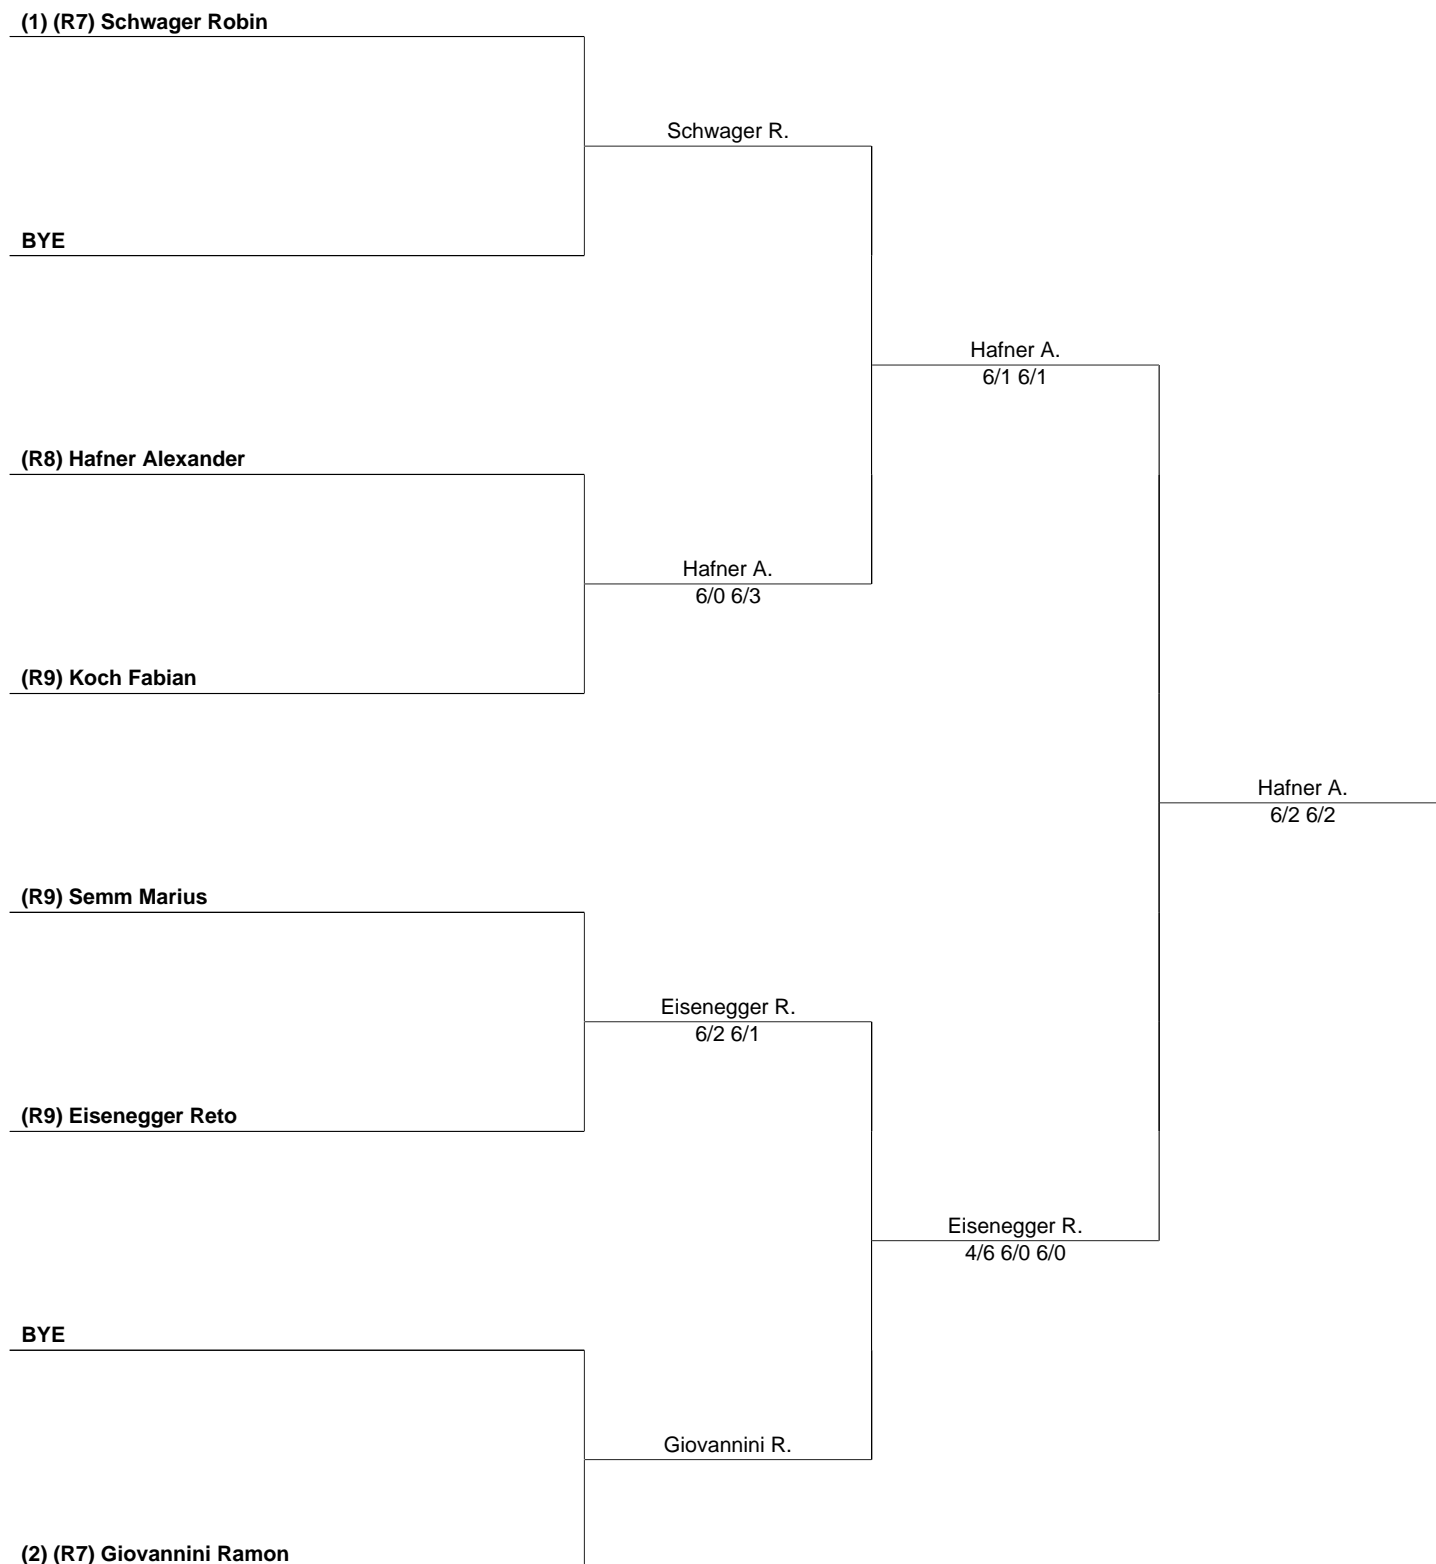 (1) (R7) Schwager Robin
Schwager R.
BYE
Hafner A.
6/1 6/1
(R8) Hafner Alexander
Hafner A.
6/0 6/3
(R9) Koch Fabian
Hafner A.
6/2 6/2
(R9) Semm Marius
Eisenegger R.
6/2 6/1
(R9) Eisenegger Reto
Eisenegger R.
4/6 6/0 6/0
BYE
Giovannini R.
(2) (R7) Giovannini Ramon